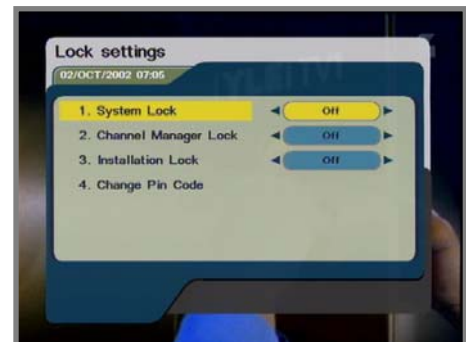 Lock settings
02/OCT/2002 07:05
1. System Lock Off
2. Channel Manager Lock Off
3. Installation Lock Off
4. Change Pin Code